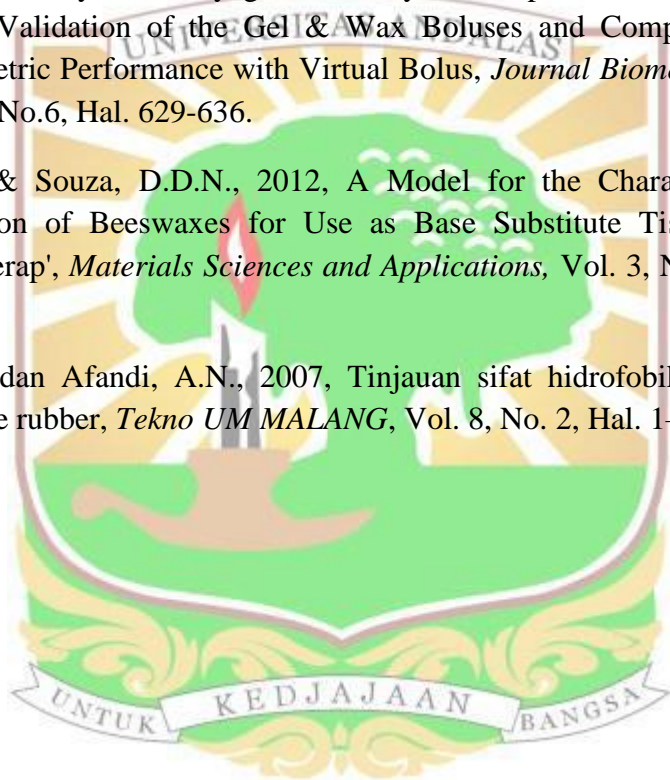 Validation of the Gel & Wax Boluses and Comp
UNIVERSITAS ANDALAS
etric Performance with Virtual Bolus, Journal Biome
No.6, Hal. 629-636.
& Souza, D.D.N., 2012, A Model for the Chara
on of Beeswaxes for Use as Base Substitute Tis
erap', Materials Sciences and Applications, Vol. 3, N
dan Afandi, A.N., 2007, Tinjauan sifat hidrofobil
e rubber, Tekno UM MALANG, Vol. 8, No. 2, Hal. 1-
UNTUK KEDJAJAAN BANGSA